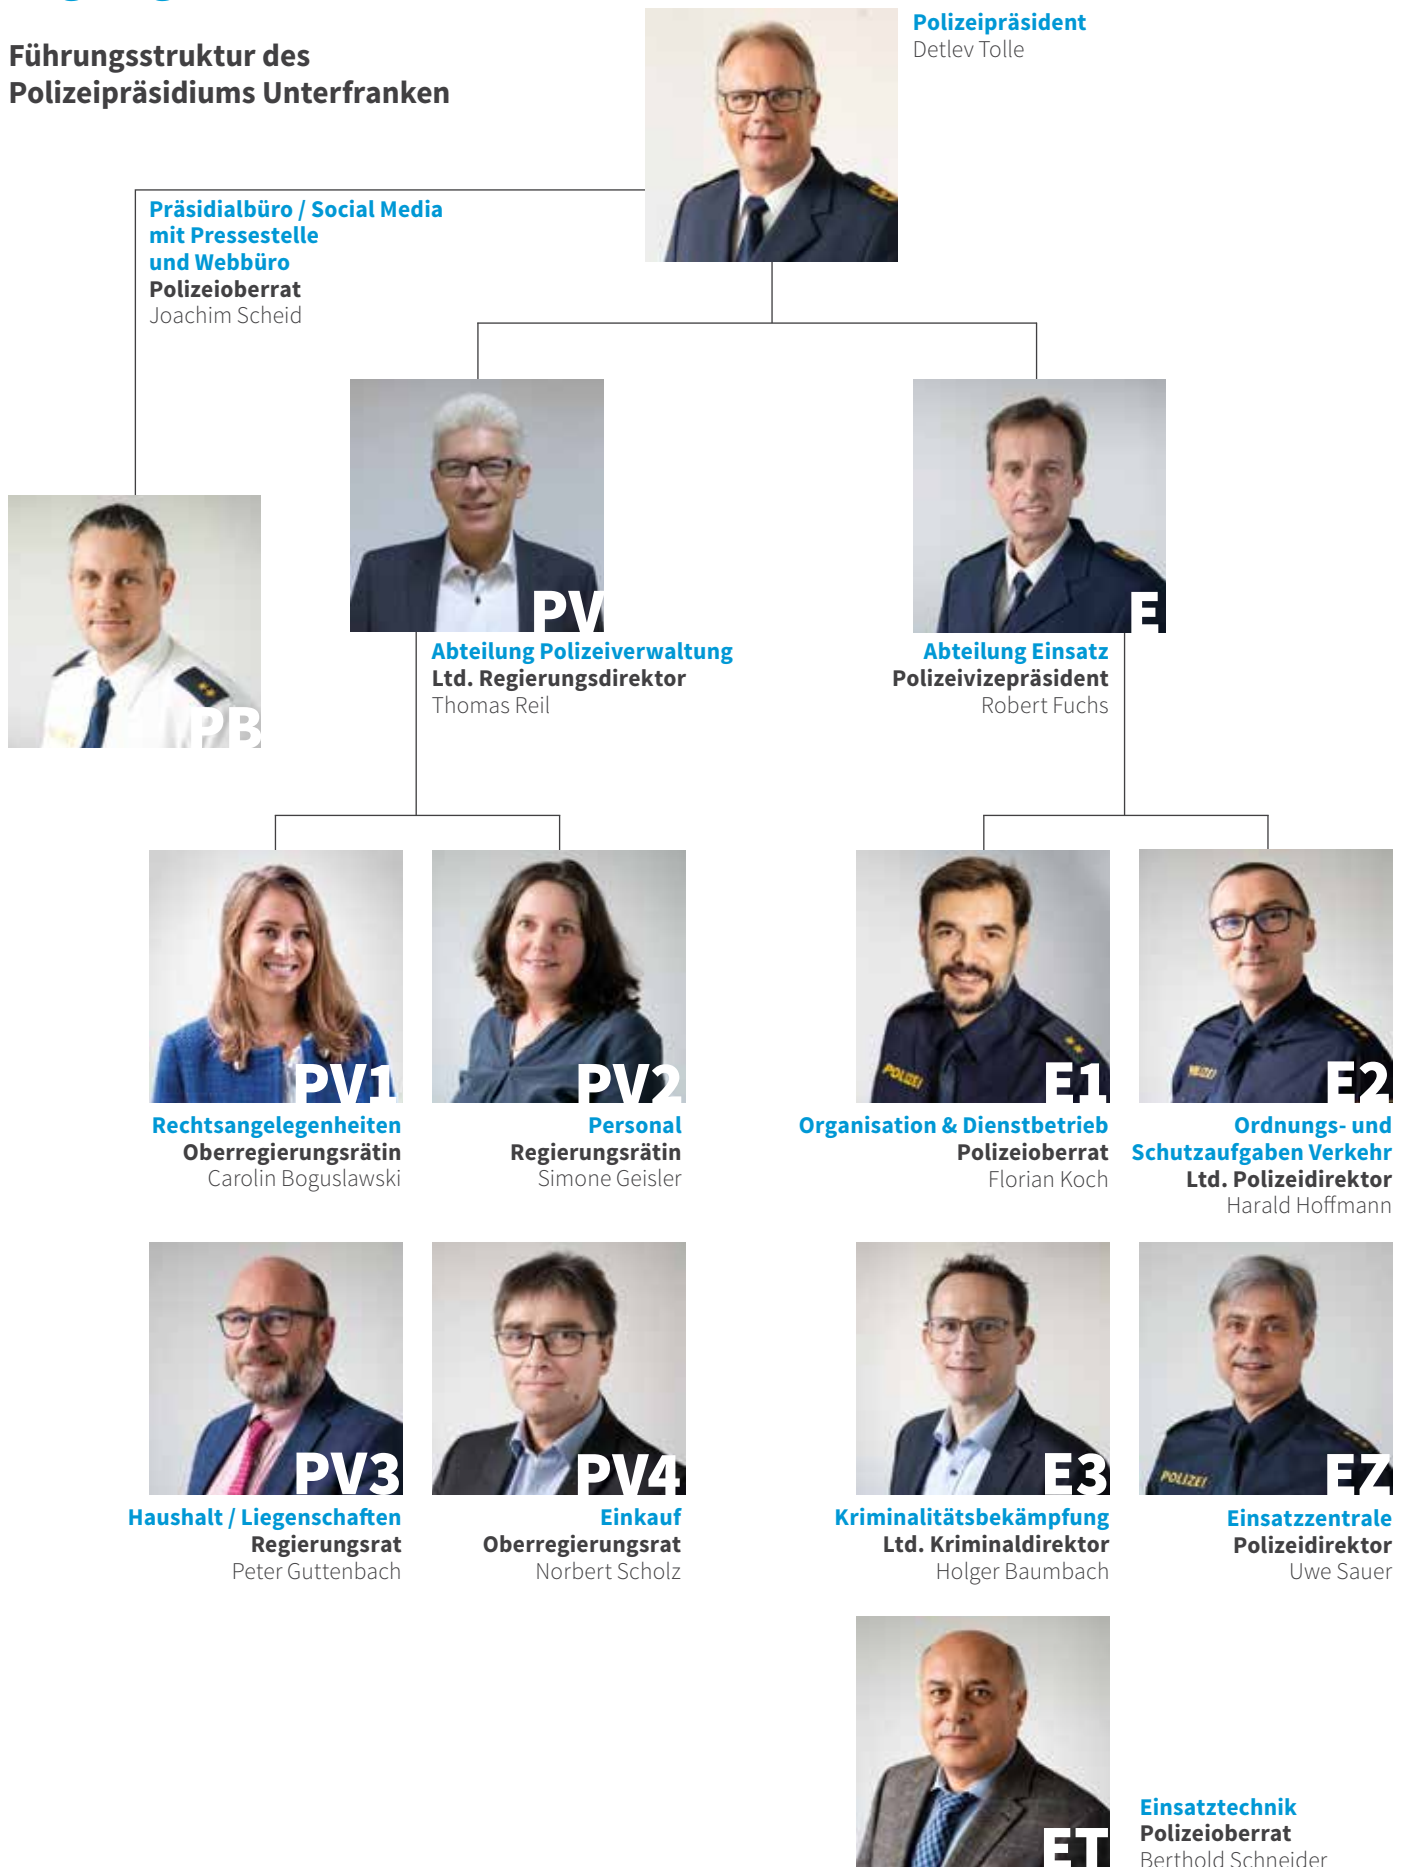 Führungsstruktur des
Polizeipräsidiums Unterfranken
Polizeipräsident
Detlev Tolle
Präsidialbüro / Social Media
mit Pressestelle
und Webbüro
Polizeioberrat
Joachim Scheid
PB
PV
Abteilung Polizeiverwaltung
Ltd. Regierungsdirektor
Thomas Reil
E
Abteilung Einsatz
Polizeivizepräsident
Robert Fuchs
PV1
Rechtsangelegenheiten
Oberregierungsrätin
Carolin Boguslawski
PV2
Personal
Regierungsrätin
Simone Geisler
POLIZEI
E1
Organisation & Dienstbetrieb
Polizeioberrat
Florian Koch
E2
Ordnungs- und
Schutzaufgaben Verkehr
Ltd. Polizeidirektor
Harald Hoffmann
PV3
Haushalt / Liegenschaften
Regierungsrat
Peter Guttenbach
PV4
Einkauf
Oberregierungsrat
Norbert Scholz
E3
Kriminalitätsbekämpfung
Ltd. Kriminaldirektor
Holger Baumbach
POLIZEI
EZ
Einsatzzentrale
Polizeidirektor
Uwe Sauer
ET
Einsatztechnik
Polizeioberrat
Berthold Schneider